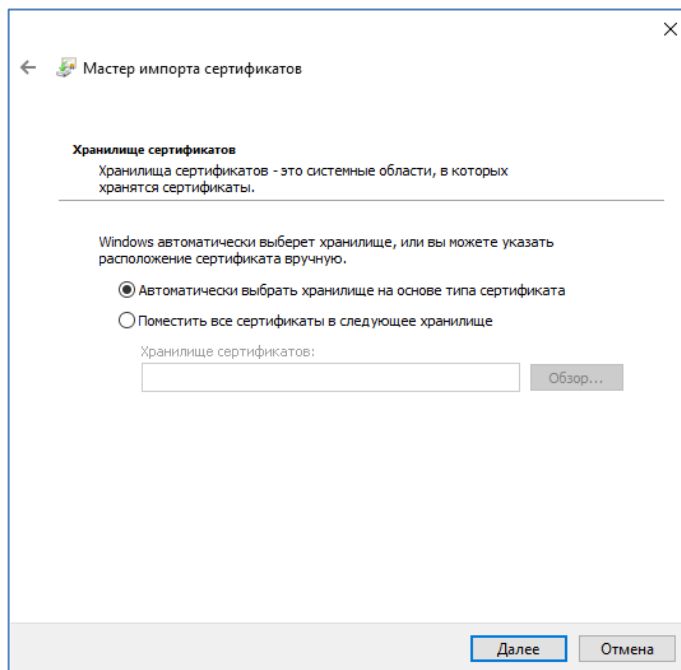 Мастер импорта сертификатов
Хранилище сертификатов
Хранилища сертификатов - это системные области, в которых
хранятся сертификаты.
Windows автоматически выберет хранилище, или вы можете указать
расположение сертификата вручную.
Автоматически выбрать хранилище на основе типа сертификата
Поместить все сертификаты в следующее хранилище
Хранилище сертификатов:
Обзор...
Далее
Отмена